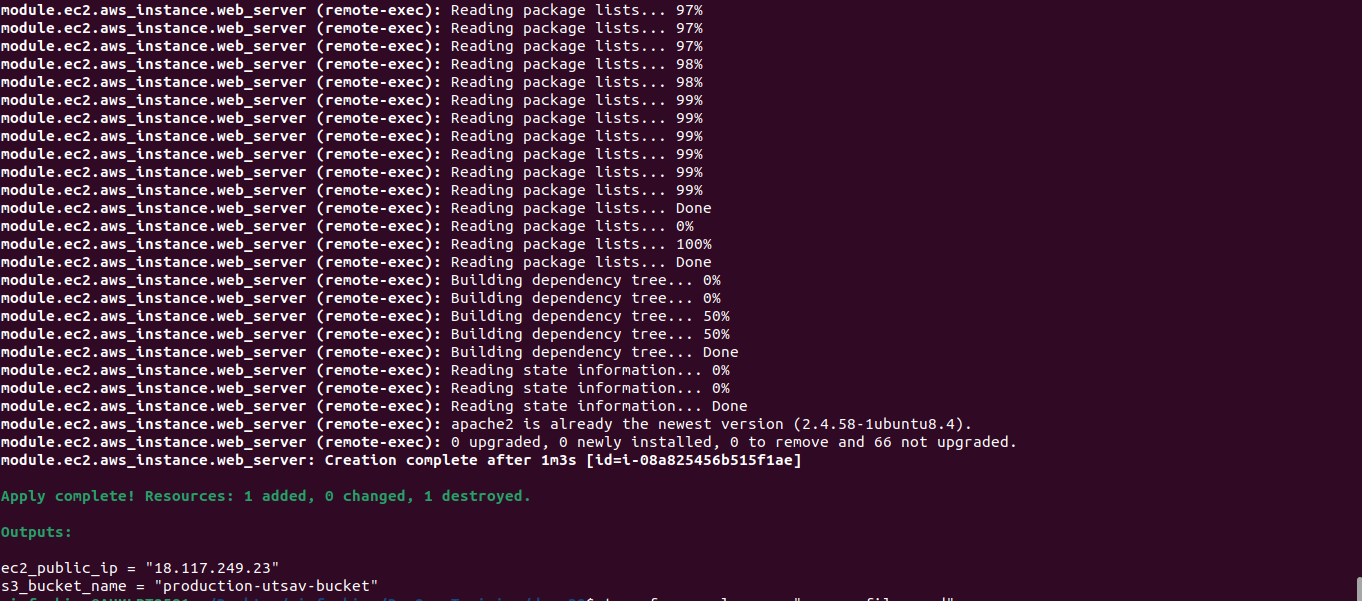 module.ec2.aws_instance.web_server (remote-exec): Reading package lists... 97%
module.ec2.aws_instance.web_server (remote-exec): Reading package lists... 97%
module.ec2.aws_instance.web_server (remote-exec): Reading package lists... 97%
module.ec2.aws_instance.web_server (remote-exec): Reading package lists... 98%
module.ec2.aws_instance.web_server (remote-exec): Reading package lists... 98%
module.ec2.aws_instance.web_server (remote-exec): Reading package lists... 99%
module.ec2.aws_instance.web_server (remote-exec): Reading package lists... 99%
module.ec2.aws_instance.web_server (remote-exec): Reading package lists... 99%
module.ec2.aws_instance.web_server (remote-exec): Reading package lists... 99%
module.ec2.aws_instance.web_server (remote-exec): Reading package lists... 99%
module.ec2.aws_instance.web_server (remote-exec): Reading package lists... 99%
module.ec2.aws_instance.web_server (remote-exec): Reading package lists... Done
module.ec2.aws_instance.web_server (remote-exec): Reading package lists... 0%
module.ec2.aws_instance.web_server (remote-exec): Reading package lists... 100%
module.ec2.aws_instance.web_server (remote-exec): Reading package lists... Done
module.ec2.aws_instance.web_server (remote-exec): Building dependency tree... 0%
module.ec2.aws_instance.web_server (remote-exec): Building dependency tree... 0%
module.ec2.aws_instance.web_server (remote-exec): Building dependency tree... 50%
module.ec2.aws_instance.web_server (remote-exec): Building dependency tree... 50%
module.ec2.aws_instance.web_server (remote-exec): Building dependency tree... Done
module.ec2.aws_instance.web_server (remote-exec): Reading state information... 0%
module.ec2.aws_instance.web_server (remote-exec): Reading state information... 0%
module.ec2.aws_instance.web_server (remote-exec): Reading state information... Done
module.ec2.aws_instance.web_server (remote-exec): apache2 is already the newest version (2.4.58-1ubuntu8.4).
module.ec2.aws_instance.web_server (remote-exec): 0 upgraded, 0 newly installed, 0 to remove and 66 not upgraded.
module.ec2.aws_instance.web_server: Creation complete after 1m3s [id=i-08a825456b515f1ae]
Apply complete! Resources: 1 added, 0 changed, 1 destroyed.
Outputs:
ec2_public_ip = "18.117.249.23"
s3_bucket_name = "production-utsav-bucket"